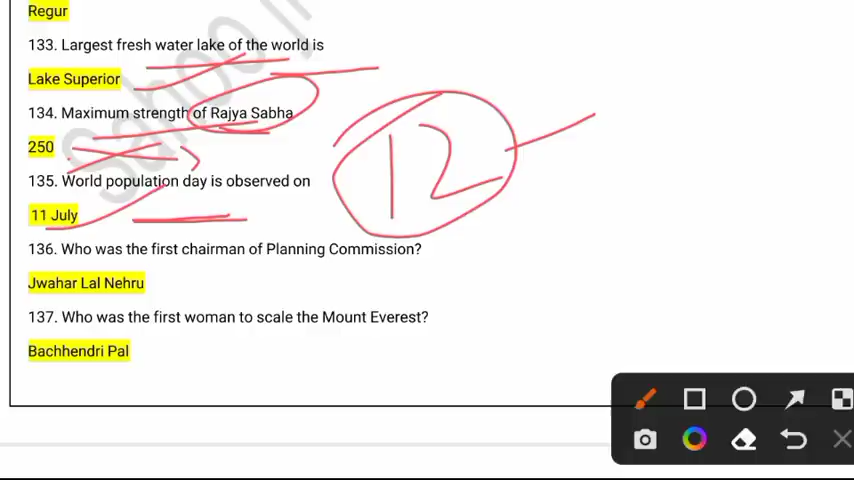 Regur
133. Largest fresh water lake of the world is
Lake Superior
134. Maximum strength of Rajya Sabha
250
12
135. World population day is observed on
11 July
136. Who was the first chairman of Planning Commission?
Jwahar Lal Nehru
137. Who was the first woman to scale the Mount Everest?
Bachhendri Pal